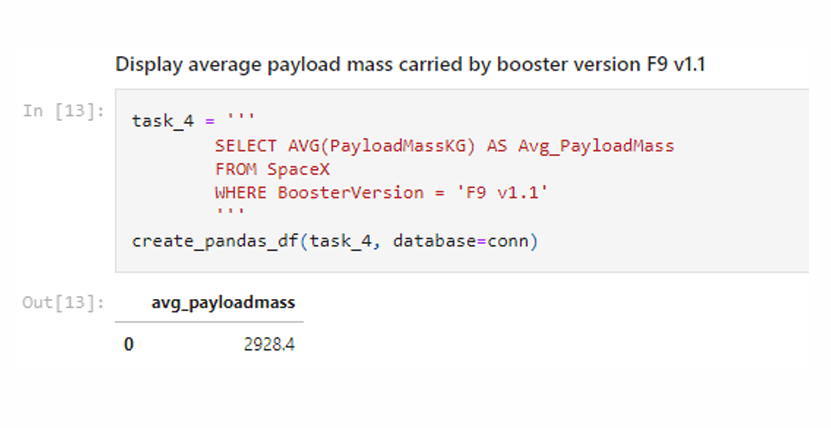 Display average payload mass carried by booster version F9 v1.1
In [13]:
task_4 = '''
SELECT AVG(PayloadMassKG) AS Avg_PayloadMass
FROM SpaceX
WHERE BoosterVersion = 'F9 v1.1'
'''
create_pandas_df(task_4, database=conn)
Out[13]:
avg_payloadmass
0 2928.4